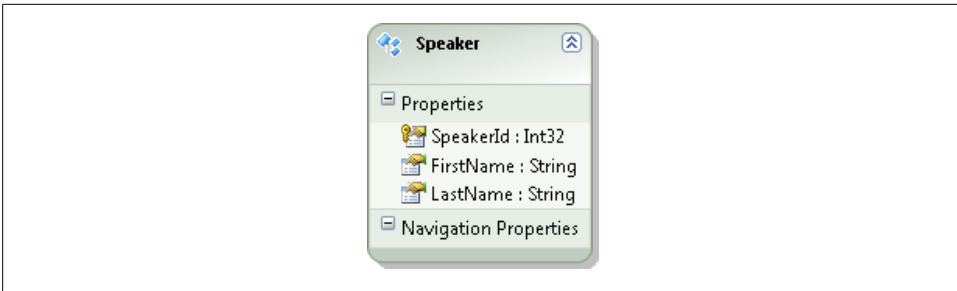 Speaker
Properties
SpeakerId : Int32
FirstName : String
LastName : String
Navigation Properties